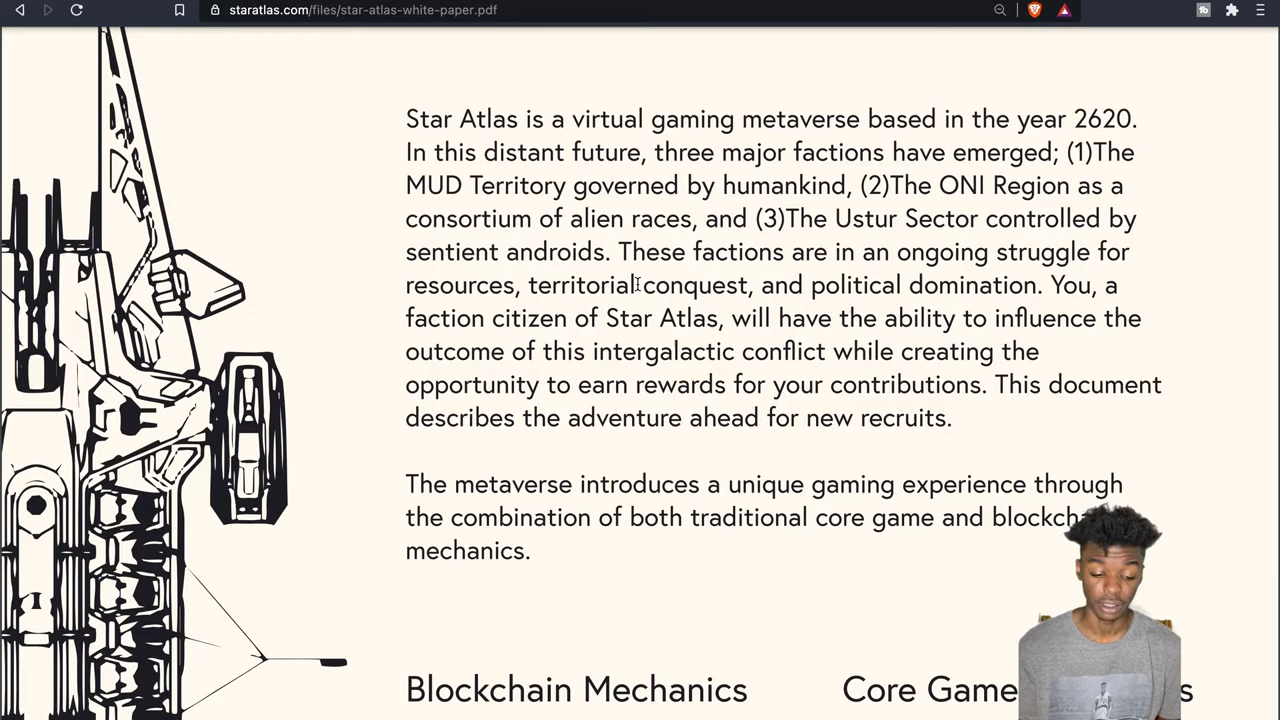 staratlas.com/files/star-atlas-white-paper.pdf
Star Atlas is a virtual gaming metaverse based in the year 2620.
In this distant future, three major factions have emerged; (1)The
MUD Territory governed by humankind, (2)The ONI Region as a
consortium of alien races, and (3)The Ustur Sector controlled by
sentient androids. These factions are in an ongoing struggle for
resources, territorial conquest, and political domination. You, a
faction citizen of Star Atlas, will have the ability to influence the
outcome of this intergalactic conflict while creating the
opportunity to earn rewards for your contributions. This document
describes the adventure ahead for new recruits.
The metaverse introduces a unique gaming experience through
the combination of both traditional core game and
mechanics.
Blockchain Mechanics
Core Game